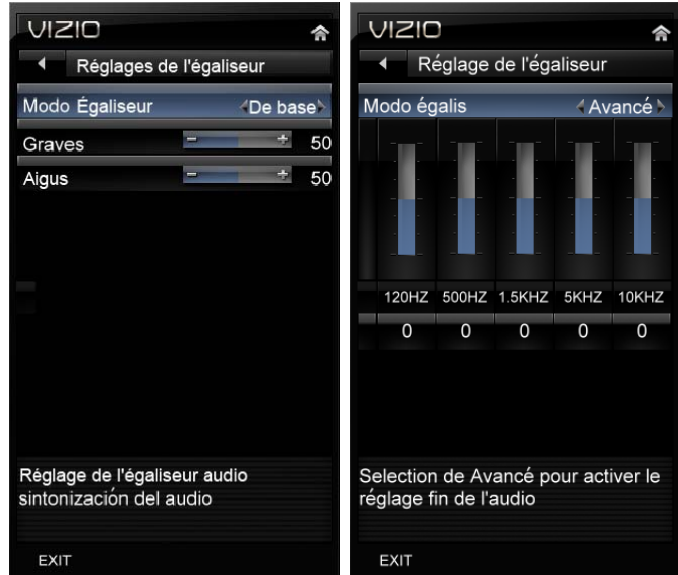 VIZIO
Réglages de l'égaliseur
Modo Égaliseur De base
Graves - + 50
Aigus - + 50
Réglage de l'égaliseur audio
sintonización del audio
EXIT
VIZIO
Réglage de l'égaliseur
Modo égalis Avancé
120HZ 500HZ 1.5KHZ 5KHZ 10KHZ
0 0 0 0 0
Selection de Avancé pour activer le
réglage fin de l'audio
EXIT